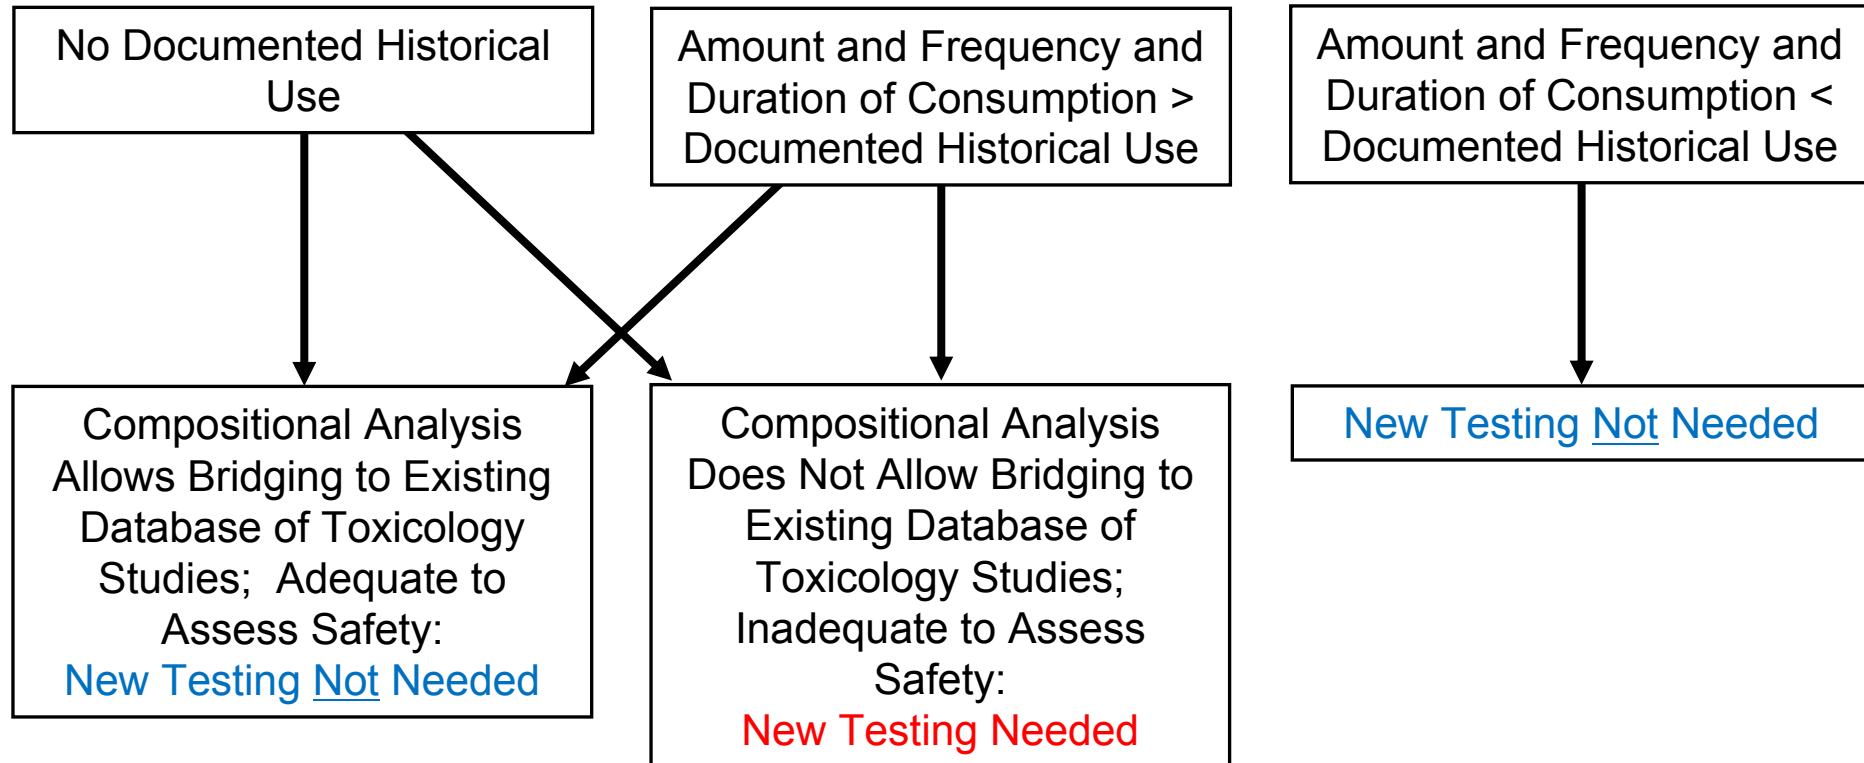 No Documented Historical
Use
Amount and Frequency and
Duration of Consumption >
Documented Historical Use
Amount and Frequency and
Duration of Consumption <
Documented Historical Use
Compositional Analysis
Allows Bridging to Existing
Database of Toxicology
Studies;  Adequate to
Assess Safety:
New Testing Not Needed
Compositional Analysis
Does Not Allow Bridging to
Existing Database of
Toxicology Studies;
Inadequate to Assess
Safety:
New Testing Needed
New Testing Not Needed